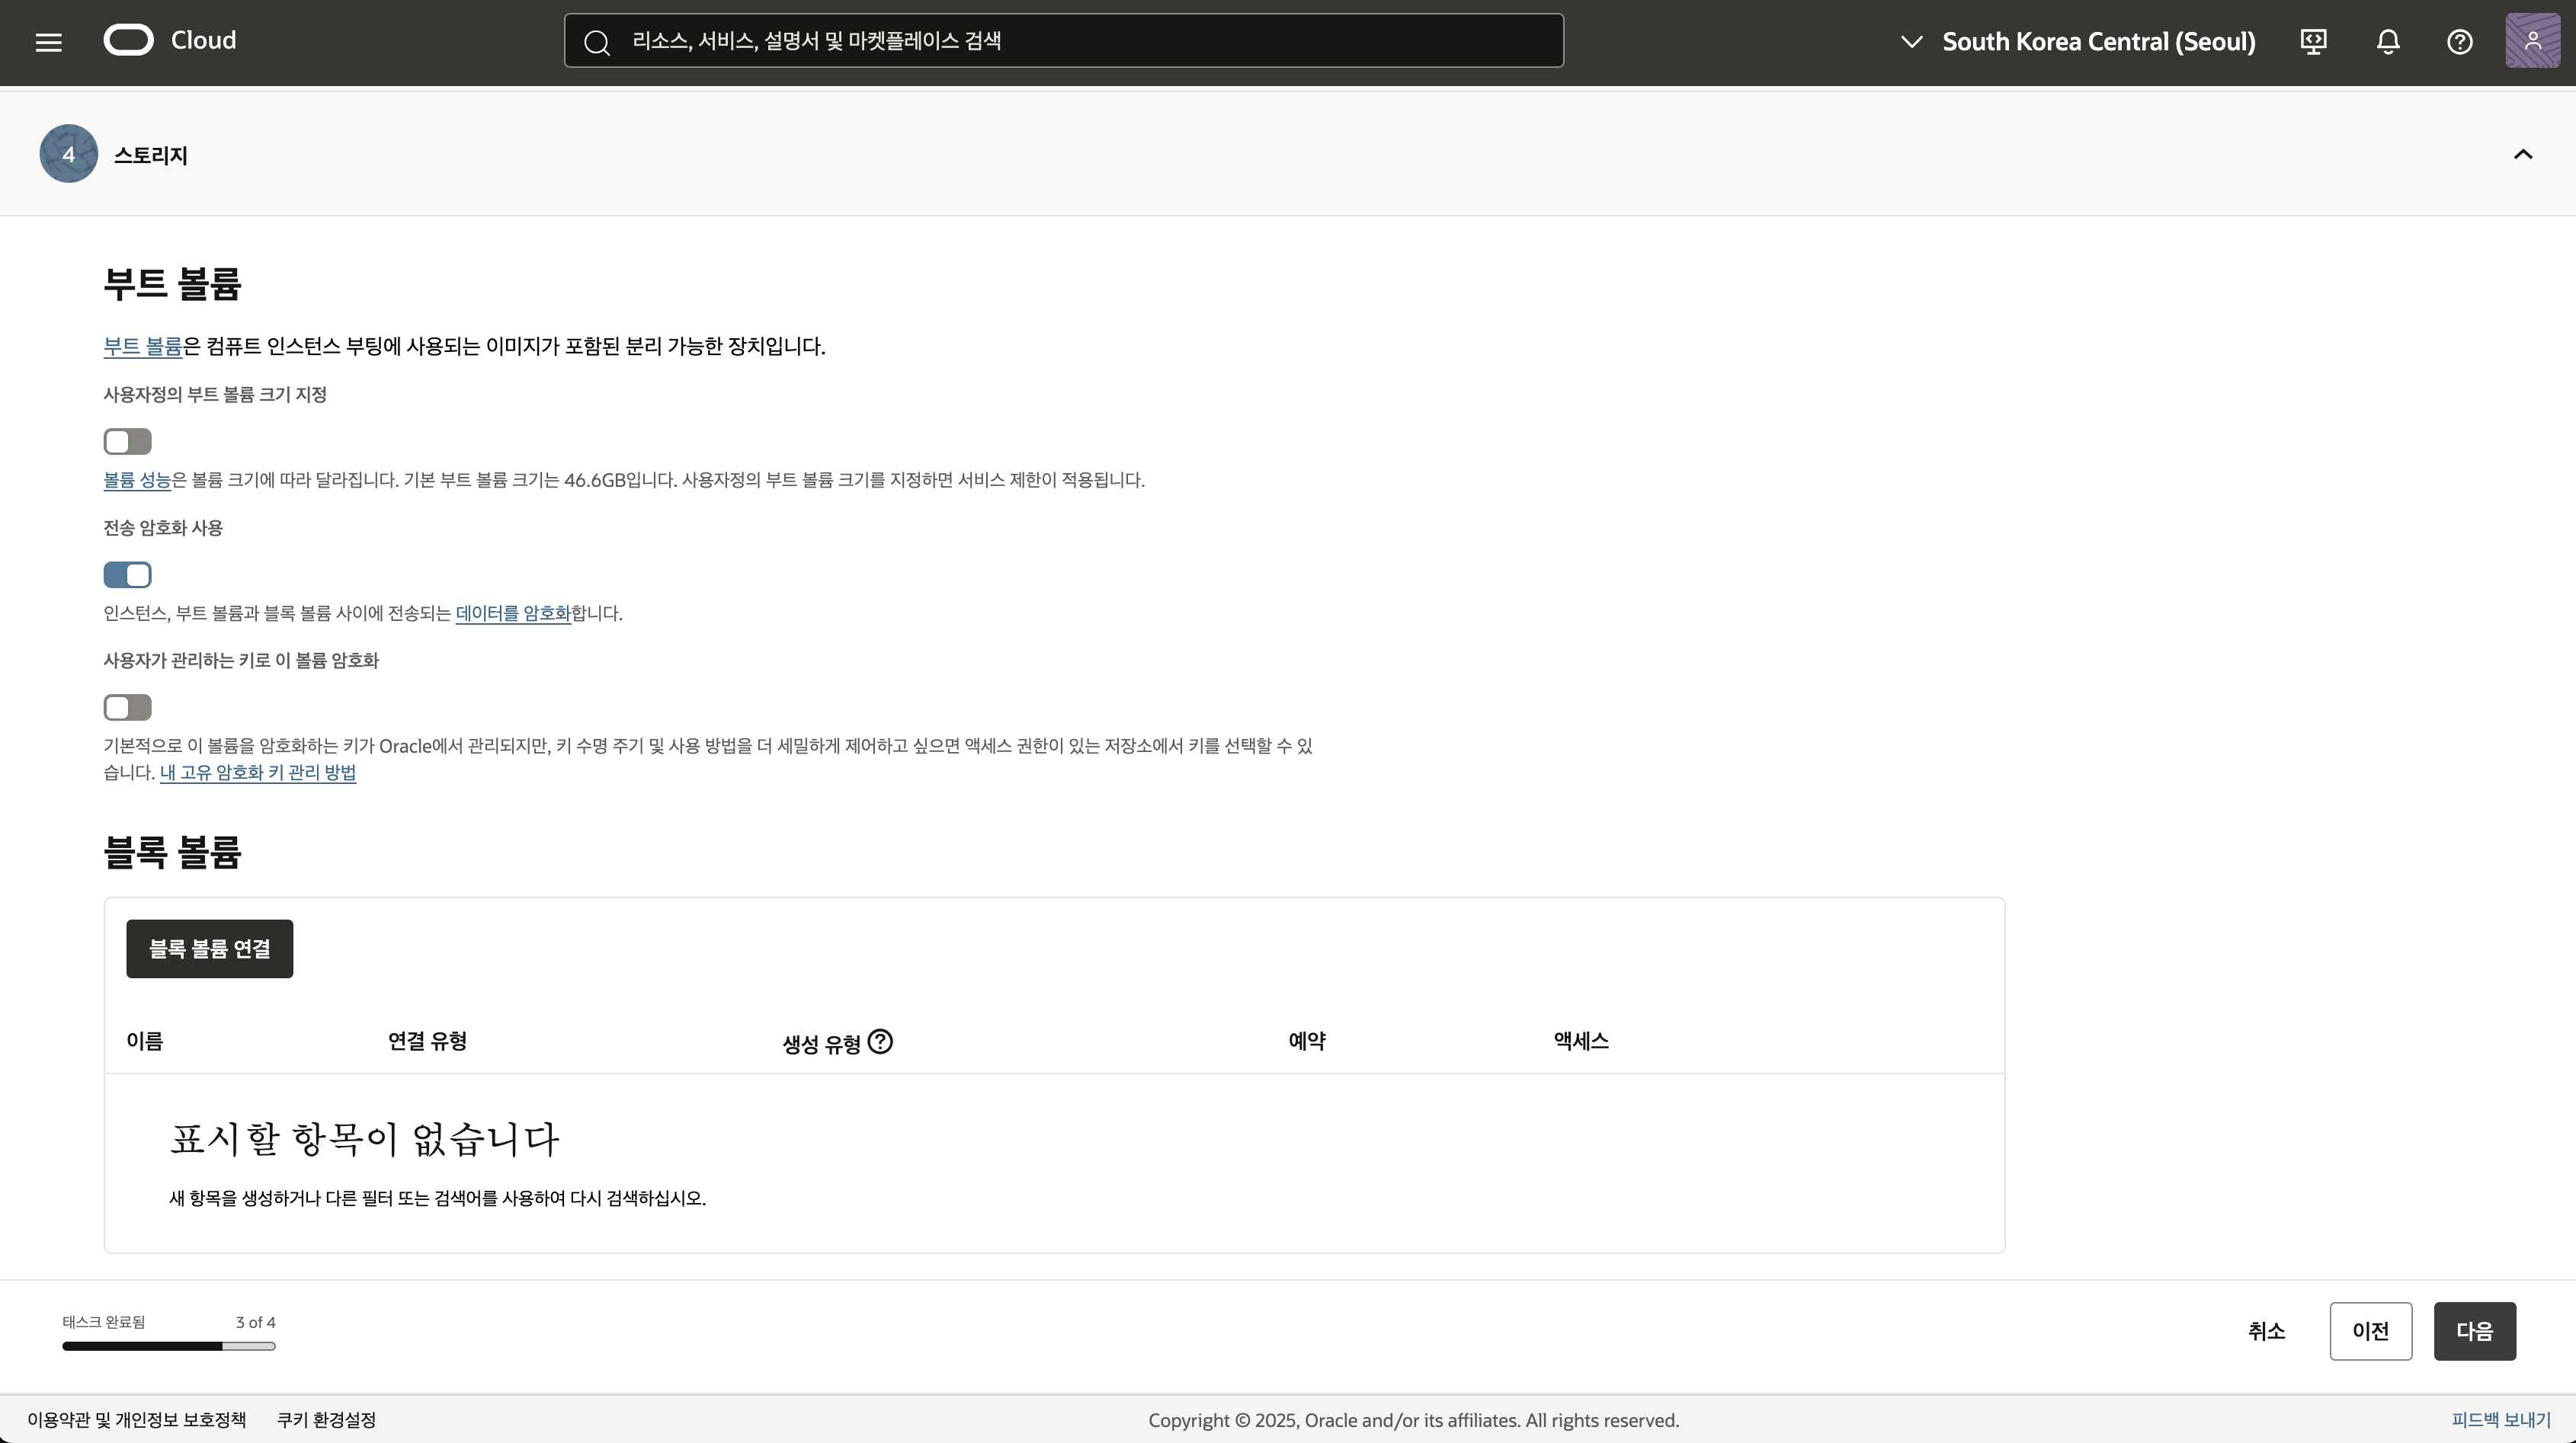 Cloud
리소스, 서비스, 설명서 및 마켓플레이스 검색
South Korea Central (Seoul)
4
스토리지
부트 볼륨
부트 볼륨은 컴퓨트 인스턴스 부팅에 사용되는 이미지가 포함된 분리 가능한 장치입니다.
사용자정의 부트 볼륨 크기 지정
볼륨 성능은 볼륨 크기에 따라 달라집니다. 기본 부트 볼륨 크기는 46.6GB입니다. 사용자정의 부트 볼륨 크기를 지정하면 서비스 제한이 적용됩니다.
전송 암호화 사용
인스턴스, 부트 볼륨과 블록 볼륨 사이에 전송되는 데이터를 암호화합니다.
사용자가 관리하는 키로 이 볼륨 암호화
기본적으로 이 볼륨을 암호화하는 키가 Oracle에서 관리되지만, 키 수명 주기 및 사용 방법을 더 세밀하게 제어하고 싶으면 액세스 권한이 있는 저장소에서 키를 선택할 수 있
습니다. 내 고유 암호화 키 관리 방법
블록 볼륨
블록 볼륨 연결
이름 연결 유형 생성 유형 예약 액세스
표시할 항목이 없습니다
새 항목을 생성하거나 다른 필터 또는 검색어를 사용하여 다시 검색하십시오.
태스크 완료됨 3 of 4
취소 이전 다음
이용약관 및 개인정보 보호정책 쿠키 환경설정 Copyright © 2025, Oracle and/or its affiliates. All rights reserved. 피드백 보내기